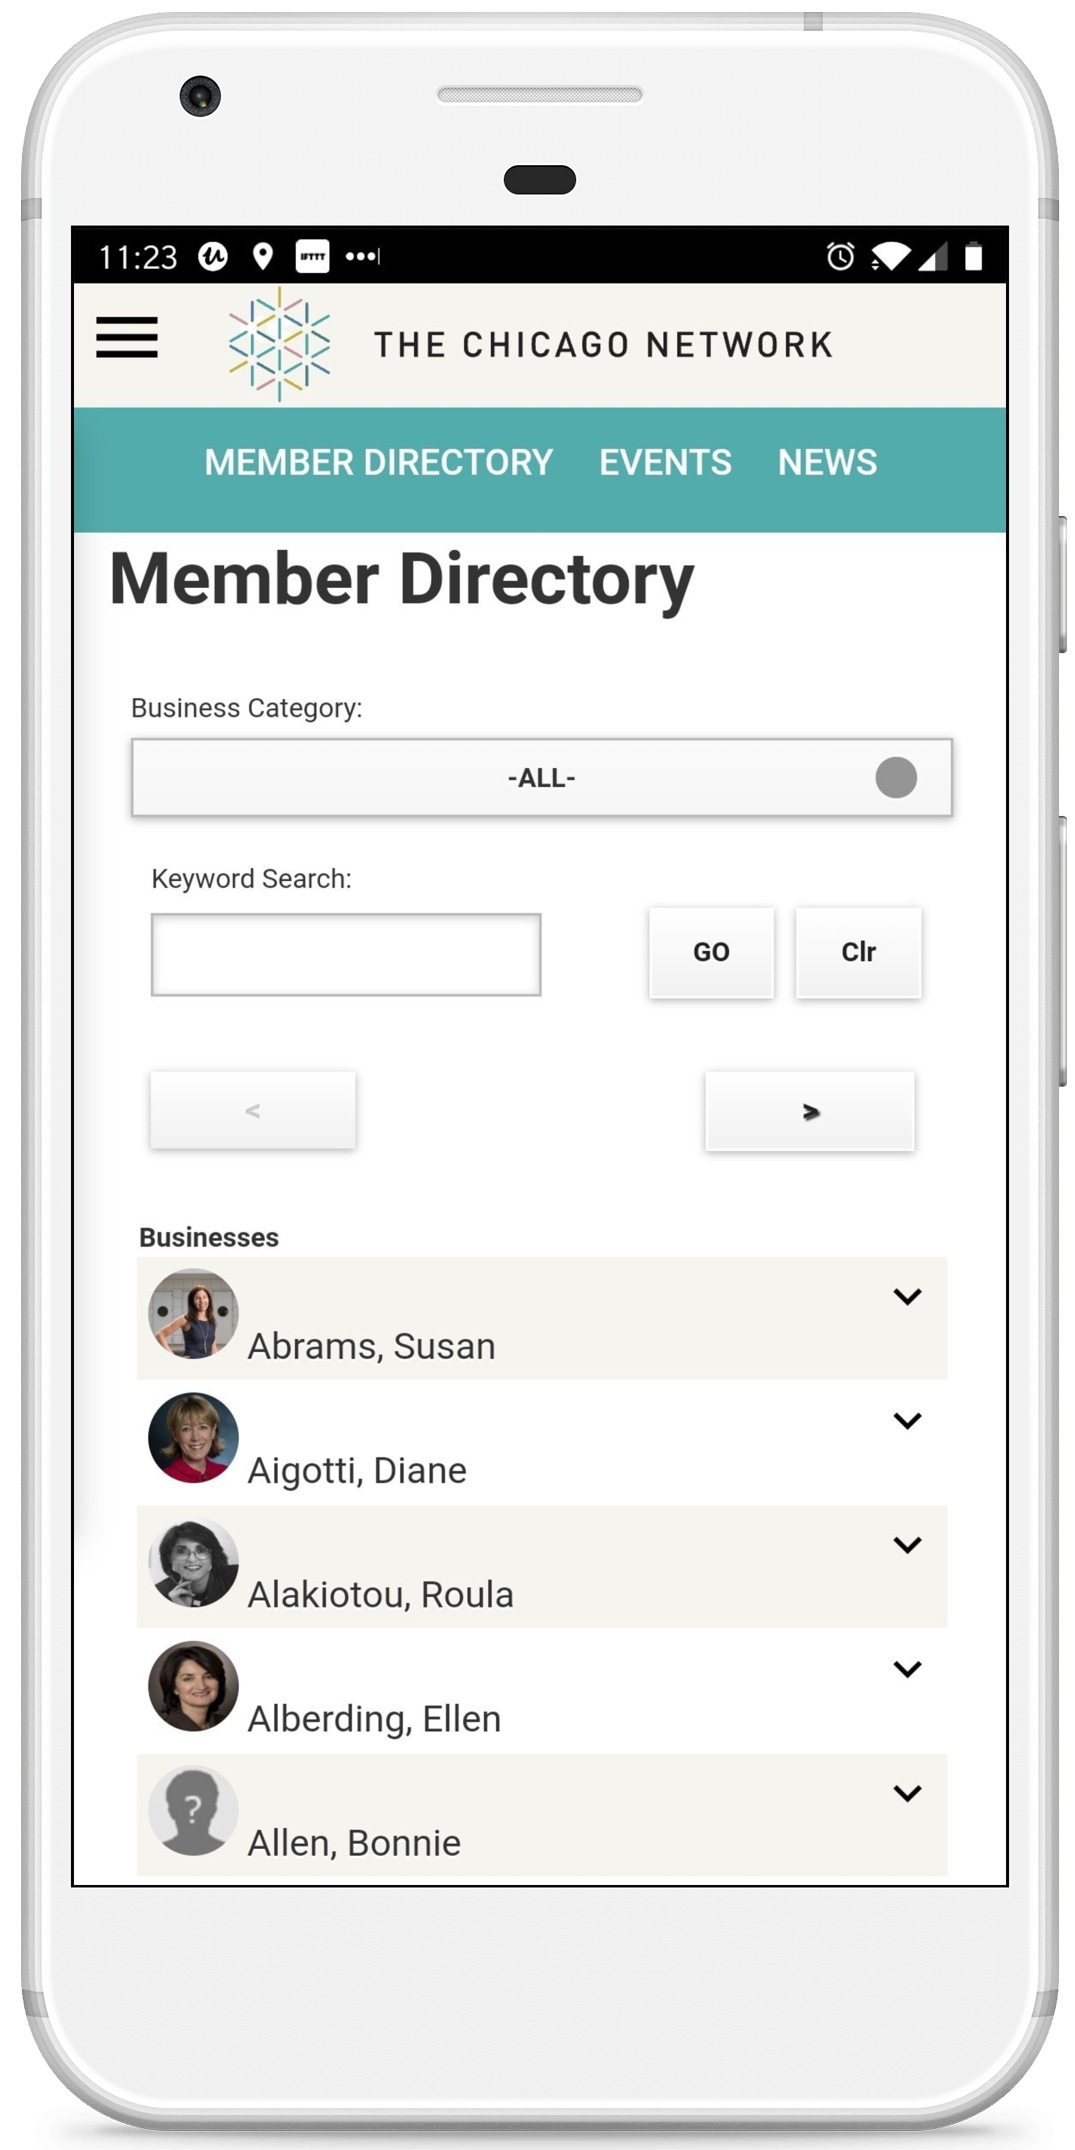 11:23 IFTTT
THE CHICAGO NETWORK
MEMBER DIRECTORY EVENTS NEWS
Member Directory
Business Category:
-ALL-
Keyword Search:
GO Clr
< >
Businesses
Abrams, Susan
Aigotti, Diane
Alakiotou, Roula
Alberding, Ellen
?
Allen, Bonnie